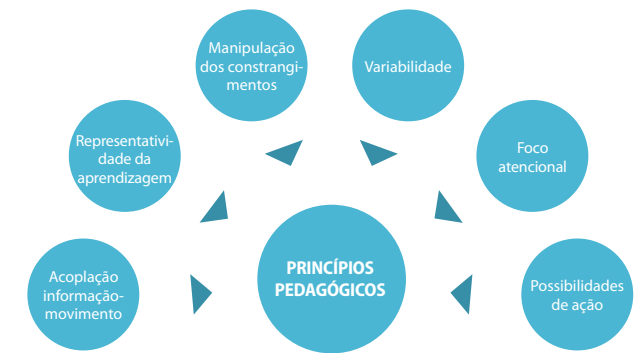 Manipulação
dos constrangi-
mentos
Variabilidade
Representativi-
dade da
aprendizagem
Foco
atencional
Acoplação
informação-
movimento
PRINCÍPIOS
PEDAGÓGICOS
Possibilidades
de ação